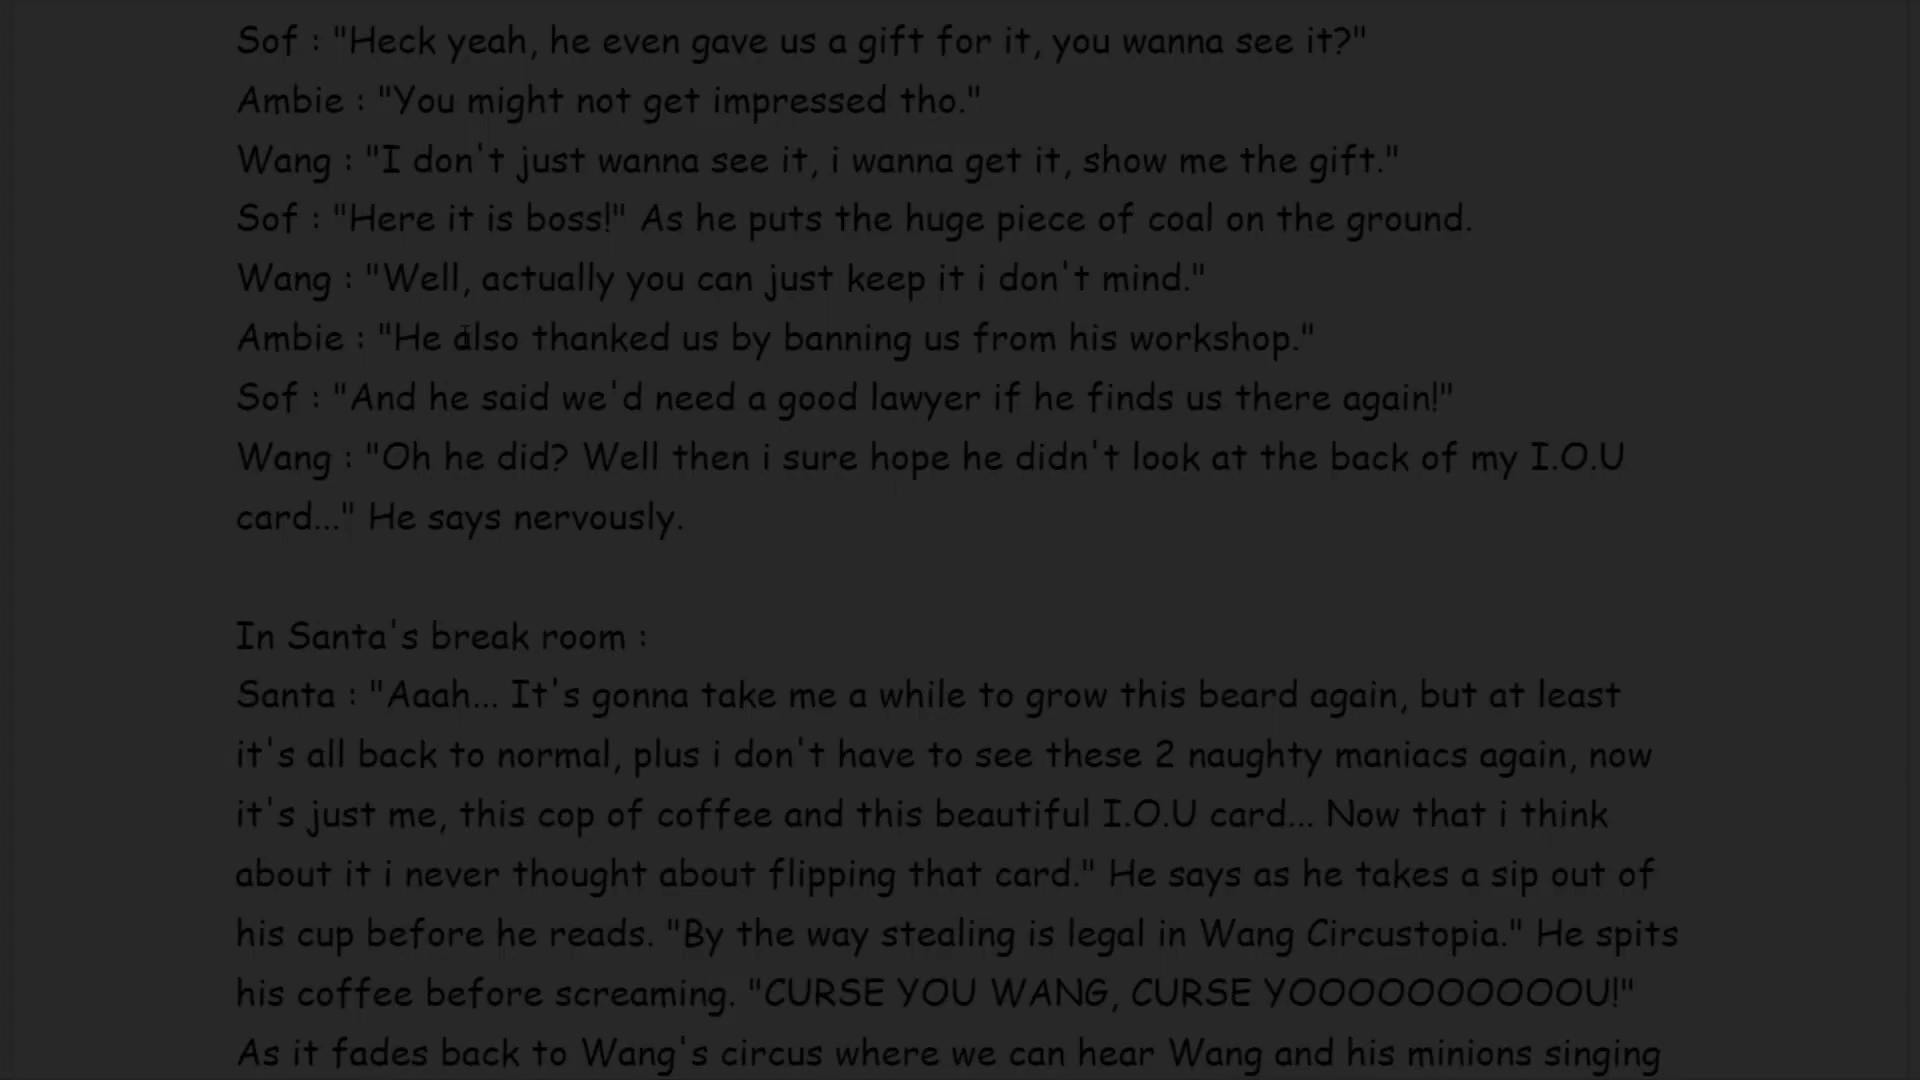 Sof : "Heck yeah, he even gave us a gift for it, you wanna see it?"
Ambie : "You might not get impressed tho."
Wang : "I don't just wanna see it, i wanna get it, show me the gift."
Sof : "Here it is boss!" As he puts the huge piece of coal on the ground.
Wang : "Well, actually you can just keep it i don't mind."
Ambie : "He also thanked us by banning us from his workshop."
Sof : "And he said we'd need a good lawyer if he finds us there again!"
Wang : "Oh he did? Well then i sure hope he didn't look at the back of my I.O.U
card..." He says nervously.
In Santa's break room :
Santa : "Aaah... It's gonna take me a while to grow this beard again, but at least
it's all back to normal, plus i don't have to see these 2 naughty maniacs again, now
it's just me, this cop of coffee and this beautiful I.O.U card... Now that i think
about it i never thought about flipping that card." He says as he takes a sip out of
his cup before he reads. "By the way stealing is legal in Wang Circustopia." He spits
his coffee before screaming. "CURSE YOU WANG, CURSE YOOOOOOOOOOU!"
As it fades back to Wang's circus where we can hear Wang and his minions singing